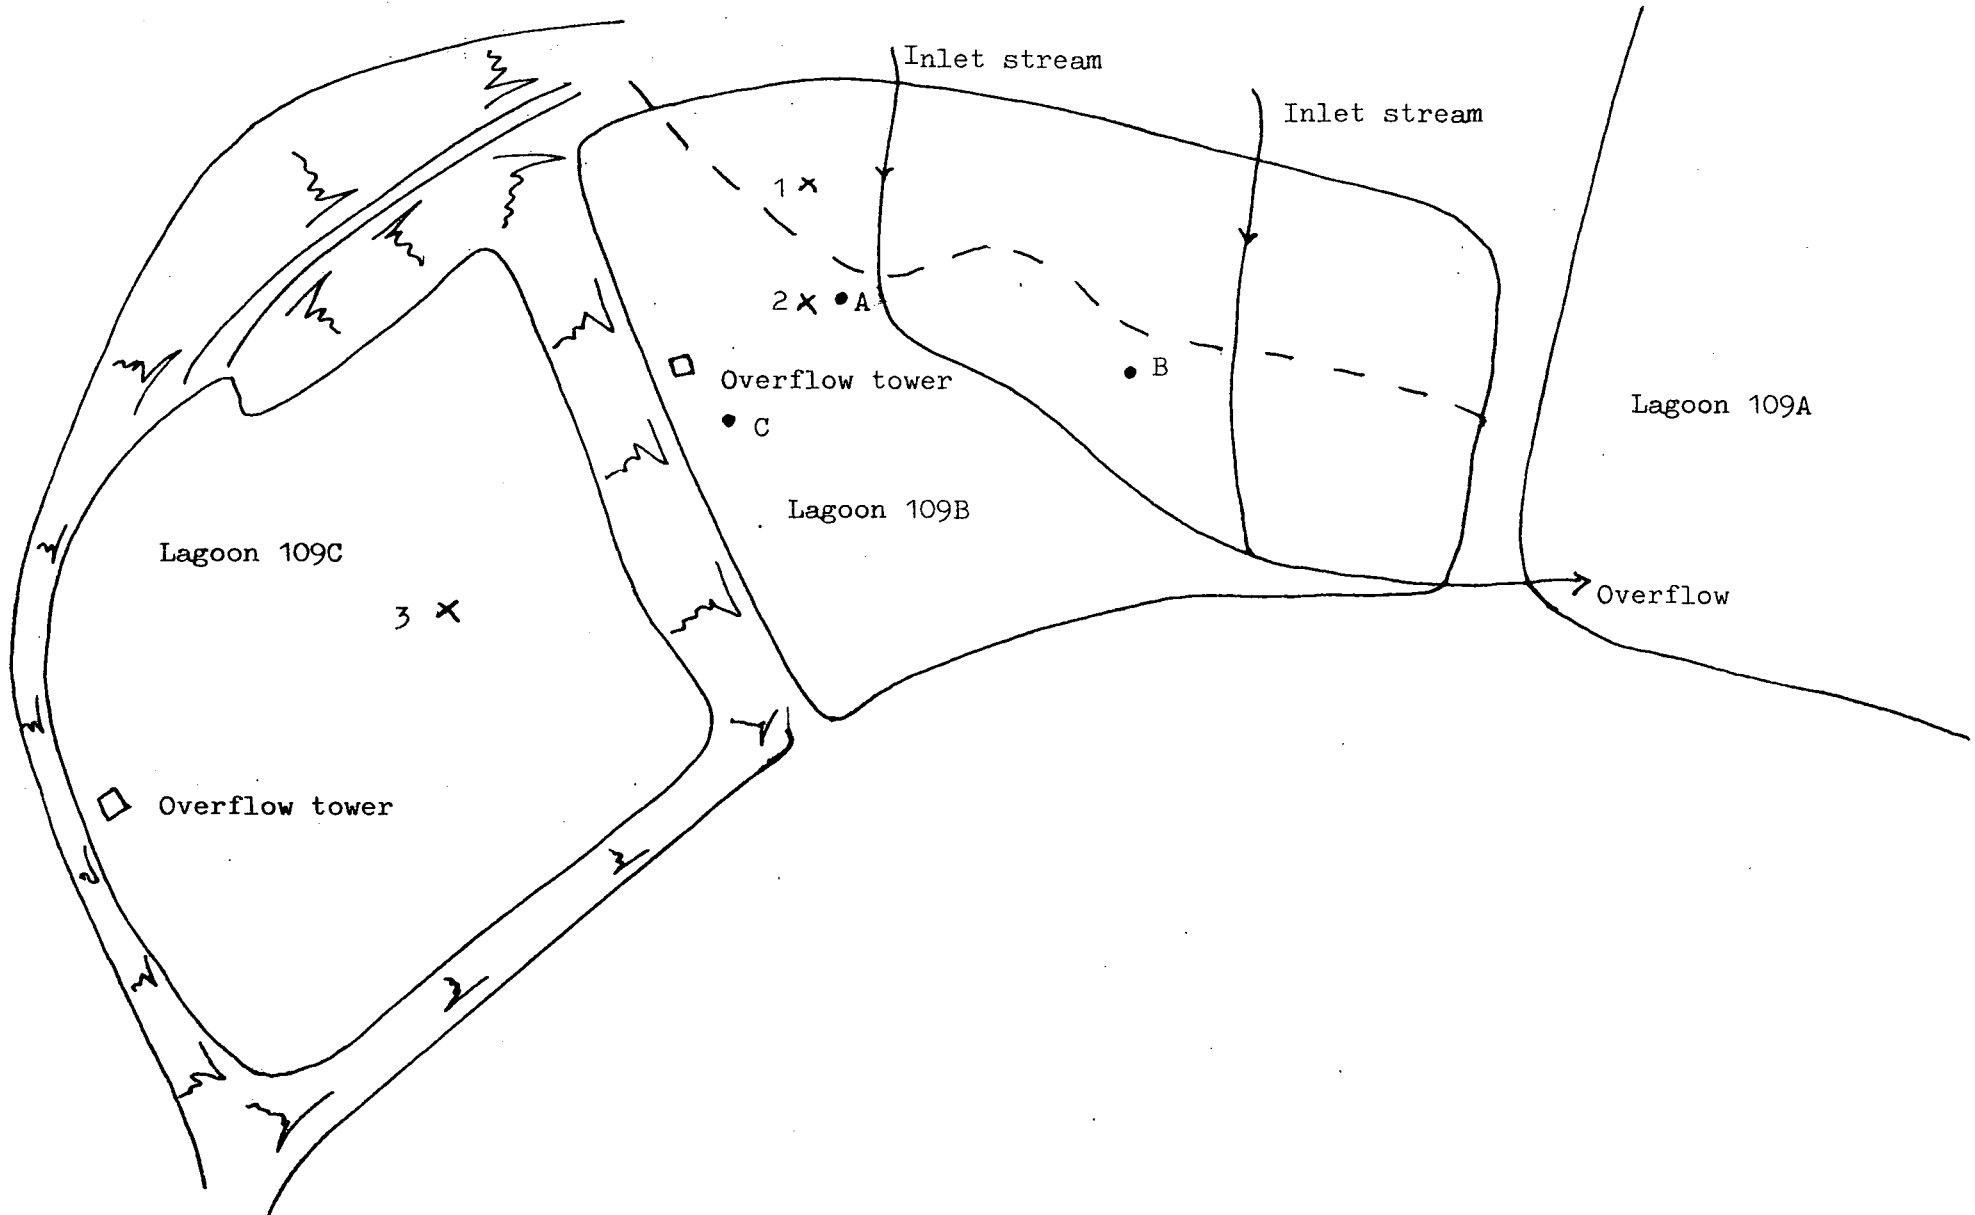 Inlet stream
Inlet stream
1
2
A
B
Overflow tower
C
Lagoon 109A
Lagoon 109B
Lagoon 109C
Overflow
3
Overflow tower